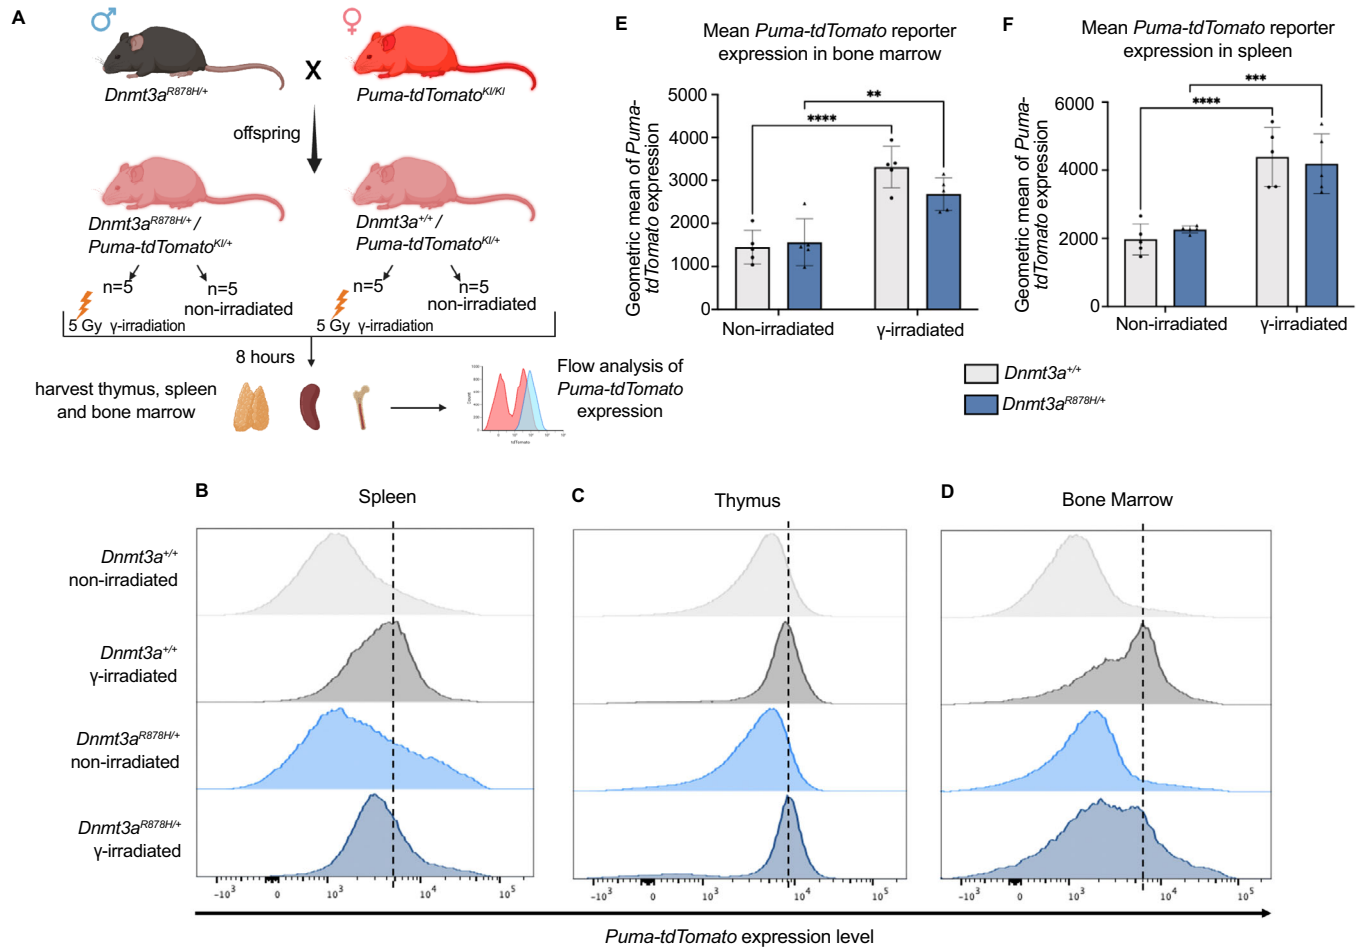 A
♂
♀
Dnmt3a^R878H/+
X
Puma-tdTomato^KI/KI
offspring
Dnmt3a^R878H/+ /
Puma-tdTomato^KI/+
Dnmt3a^+/+ /
Puma-tdTomato^KI/+
n=5
n=5
non-irradiated
n=5
n=5
non-irradiated
5 Gy γ-irradiation
5 Gy γ-irradiation
8 hours
harvest thymus, spleen
and bone marrow
Flow analysis of
Puma-tdTomato
expression
tdTomato
E
Mean Puma-tdTomato reporter
expression in bone marrow
Geometric mean of Puma-
tdTomato expression
5000
4000
3000
2000
1000
0
****
**
Non-irradiated
γ-irradiated
F
Mean Puma-tdTomato reporter
expression in spleen
Geometric mean of Puma-
tdTomato expression
6000
4000
2000
0
****
***
Non-irradiated
γ-irradiated
Dnmt3a^+/+
Dnmt3a^R878H/+
B
Spleen
C
Thymus
D
Bone Marrow
Dnmt3a^+/+
non-irradiated
Dnmt3a^+/+
γ-irradiated
Dnmt3a^R878H/+
non-irradiated
Dnmt3a^R878H/+
γ-irradiated
-10^3 0 10^3 10^4 10^5
-10^3 0 10^3 10^4 10^5
-10^3 0 10^3 10^4 10^5
Puma-tdTomato expression level